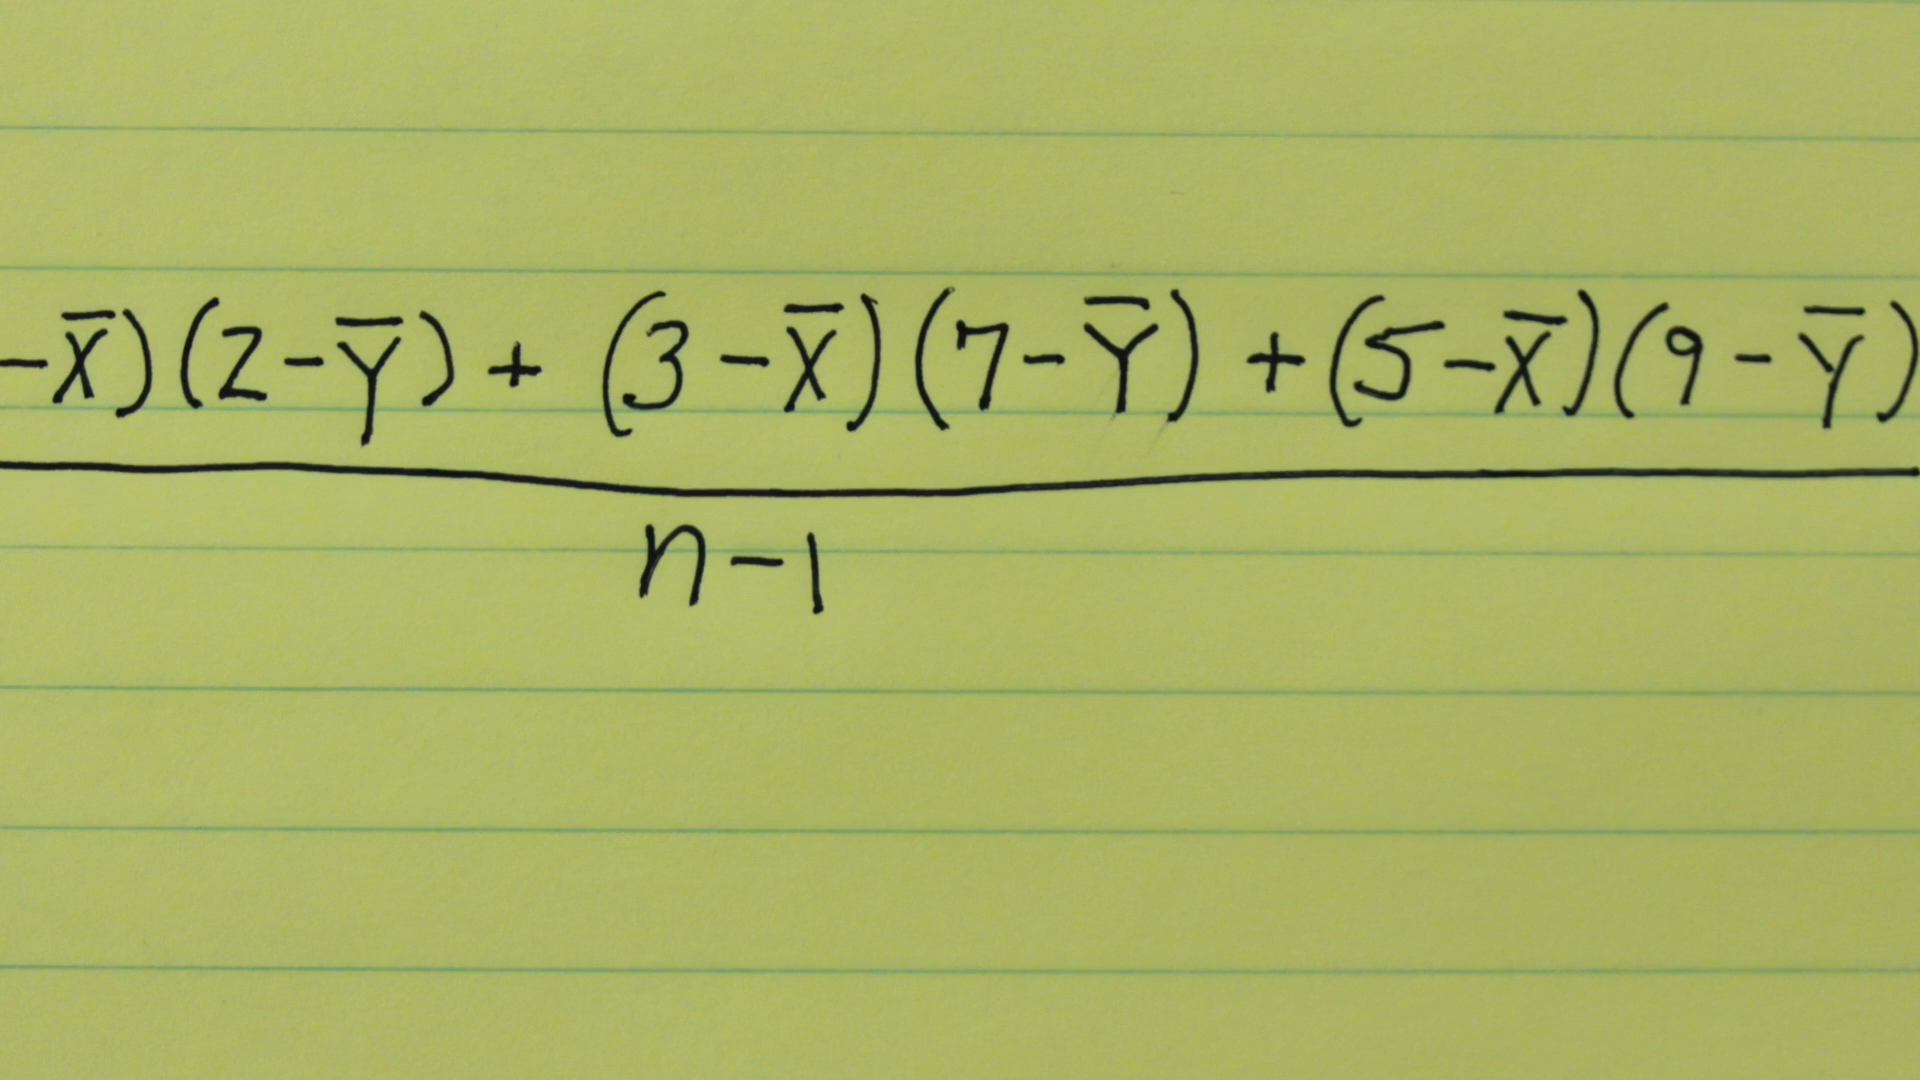 -X̅)(2-Y̅) + (3-X̅)(7-Y̅) + (5-X̅)(9-Y̅)
n-1